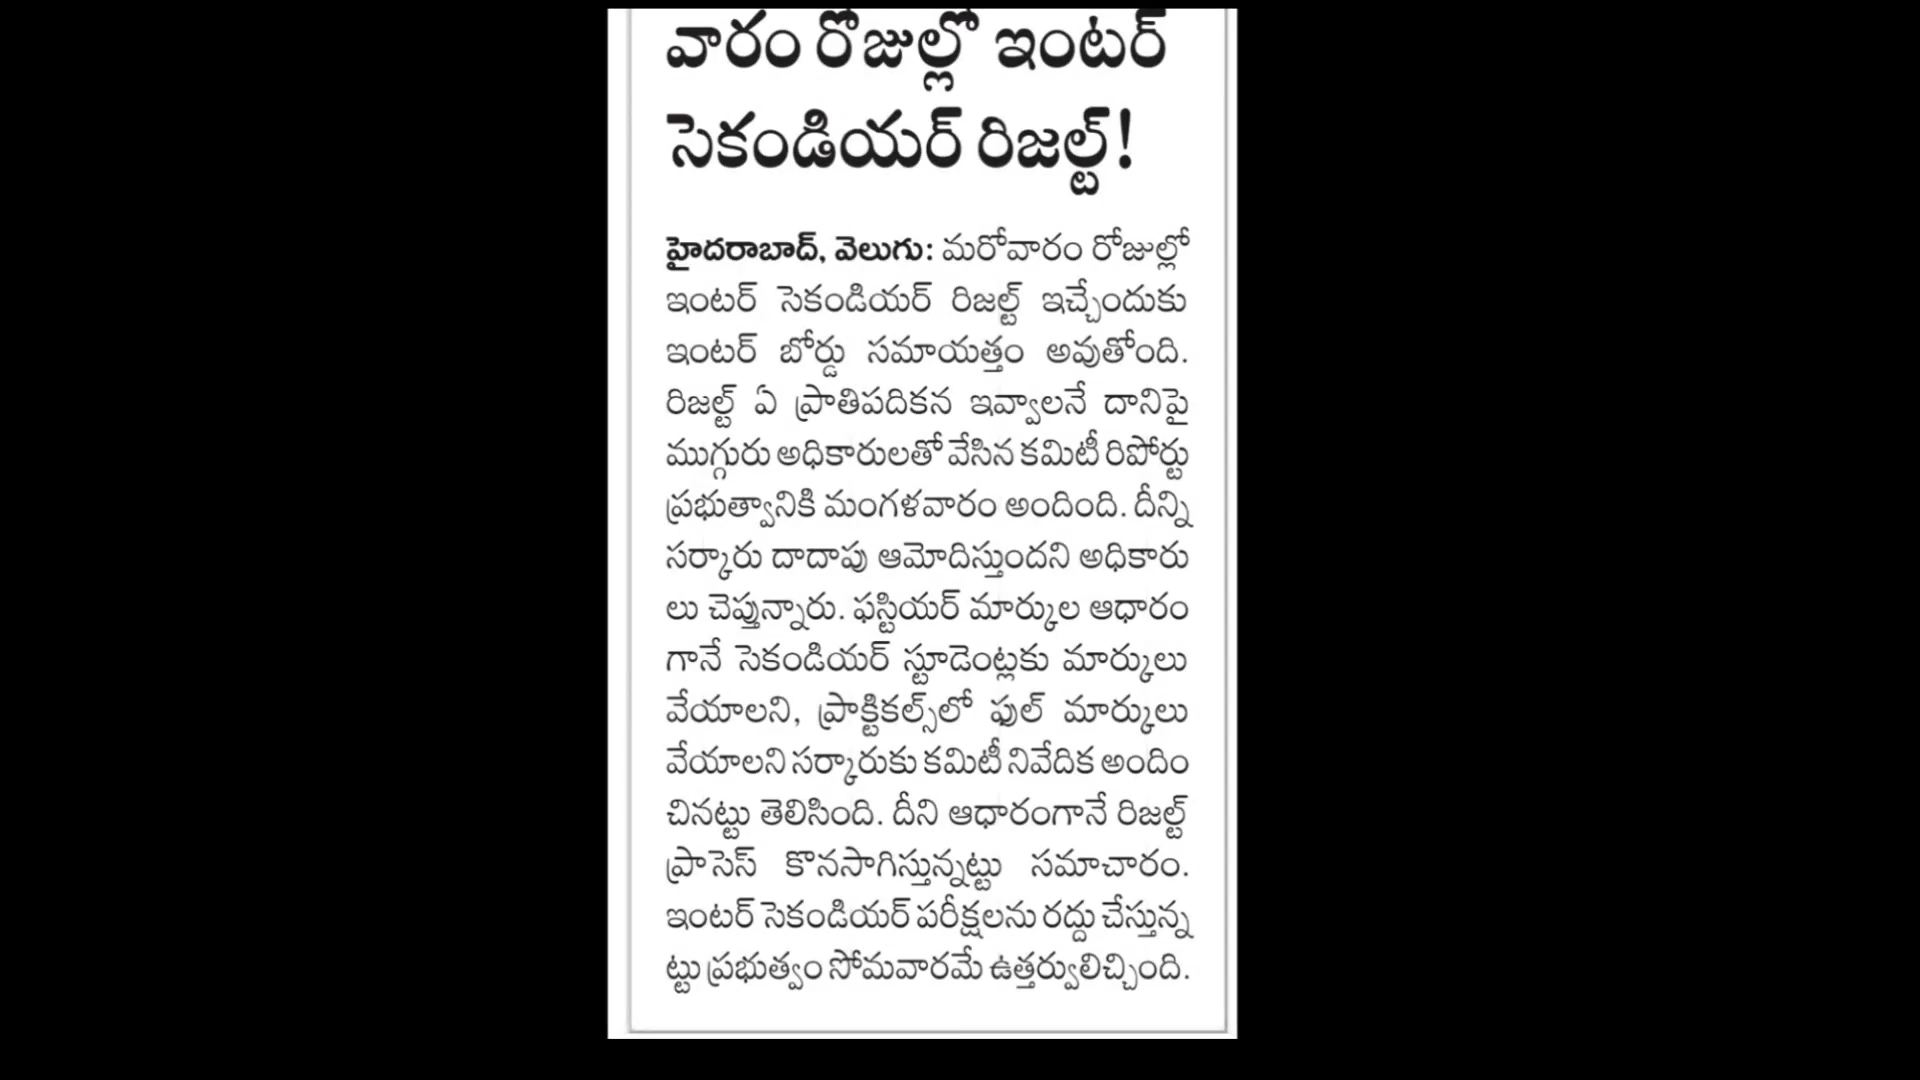 వారం రోజుల్లో ఇంటర్
సెకండియర్ రిజల్ట్!
హైదరాబాద్, వెలుగు: మరోవారం రోజుల్లో
ఇంటర్ సెకండియర్ రిజల్ట్ ఇచ్చేందుకు
ఇంటర్ బోర్డు సమాయత్తం అవుతోంది.
రిజల్ట్ ఏ ప్రాతిపదికన ఇవ్వాలనే దానిపై
ముగ్గురు అధికారులతో వేసిన కమిటీ రిపోర్టు
ప్రభుత్వానికి మంగళవారం అందింది. దీన్ని
సర్కారు దాదాపు ఆమోదిస్తుందని అధికారు
లు చెప్తున్నారు. ఫస్టియర్ మార్కుల ఆధారం
గానే సెకండియర్ స్టూడెంట్లకు మార్కులు
వేయాలని, ప్రాక్టికల్స్‌లో ఫుల్ మార్కులు
వేయాలని సర్కారుకు కమిటీ నివేదిక అందిం
చినట్టు తెలిసింది. దీని ఆధారంగానే రిజల్ట్
ప్రాసెస్ కొనసాగిస్తున్నట్టు సమాచారం.
ఇంటర్ సెకండియర్ పరీక్షలను రద్దు చేస్తున్న
ట్టు ప్రభుత్వం సోమవారమే ఉత్తర్వులిచ్చింది.